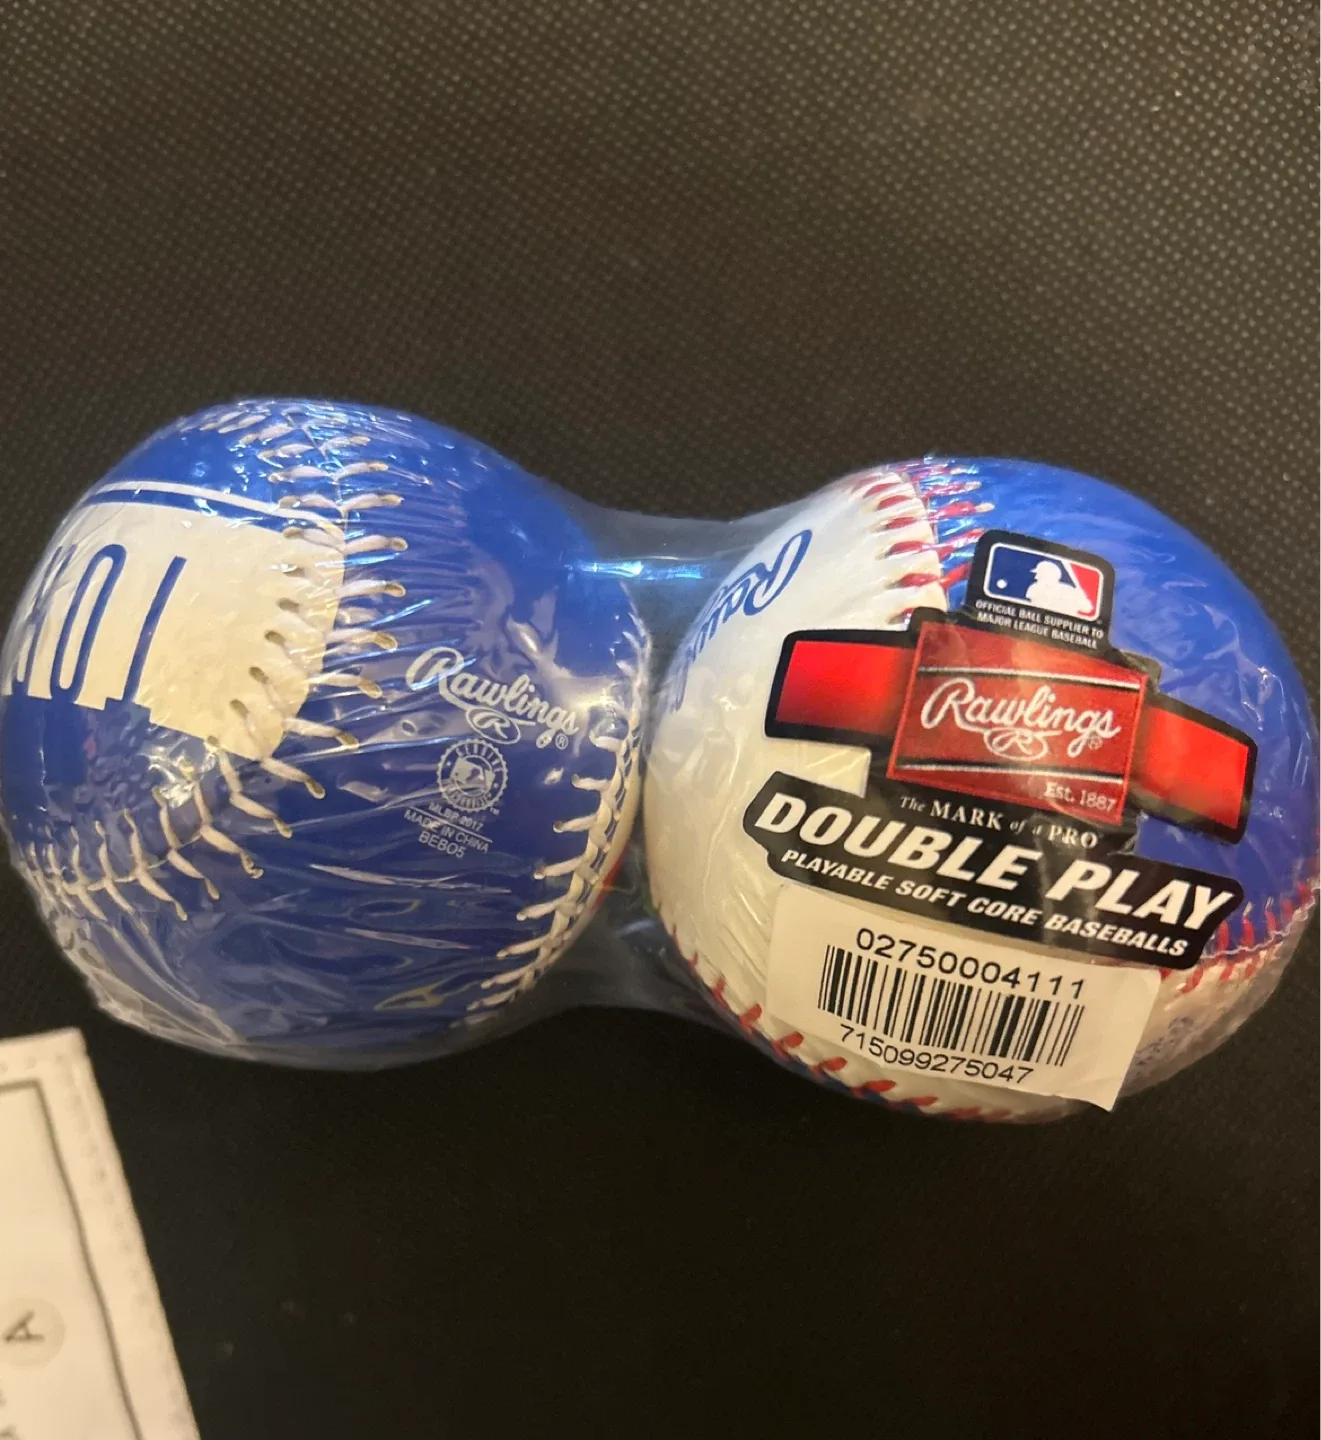 Rawlings
R
MLBP 2017
MADE IN CHINA
BEB05
OFFICIAL BALL SUPPLIER TO
MAJOR LEAGUE BASEBALL
Rawlings
R
Est. 1887
The MARK of a PRO
DOUBLE PLAY
PLAYABLE SOFT CORE BASEBALLS
02750004111
715099275047
A